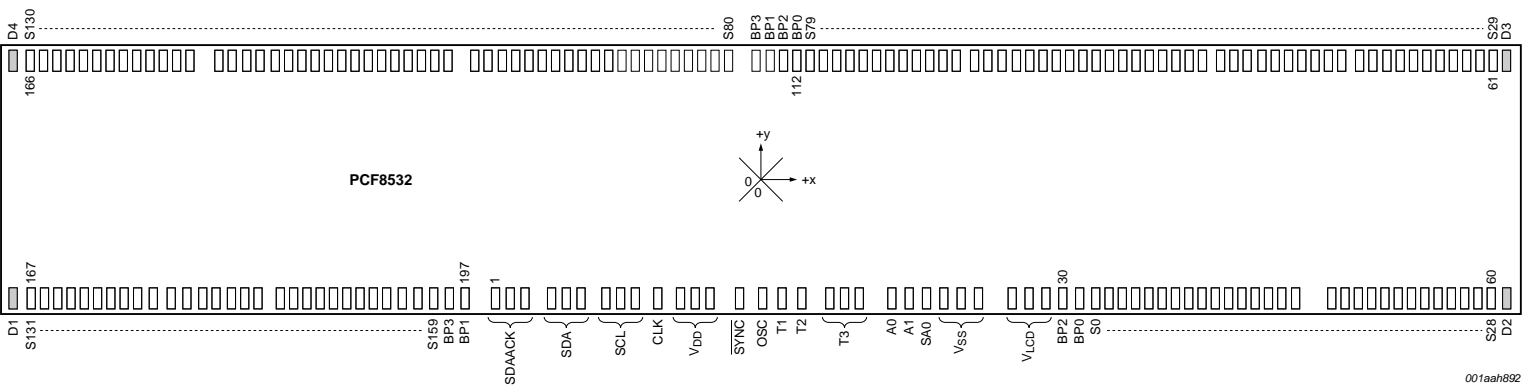 D4
S130
S80
BP3
BP1
BP2
BP0
S79
S29
D3
166
112
61
+y
PCF8532
0
0
+x
167
197
1
30
60
D1
S131
S159
BP3
BP1
SDAACK
SDA
SCL
CLK
VDD
SYNC
OSC
T1
T2
T3
A0
A1
SA0
VSS
VLCD
BP2
BP0
S0
S28
D2
001aah892